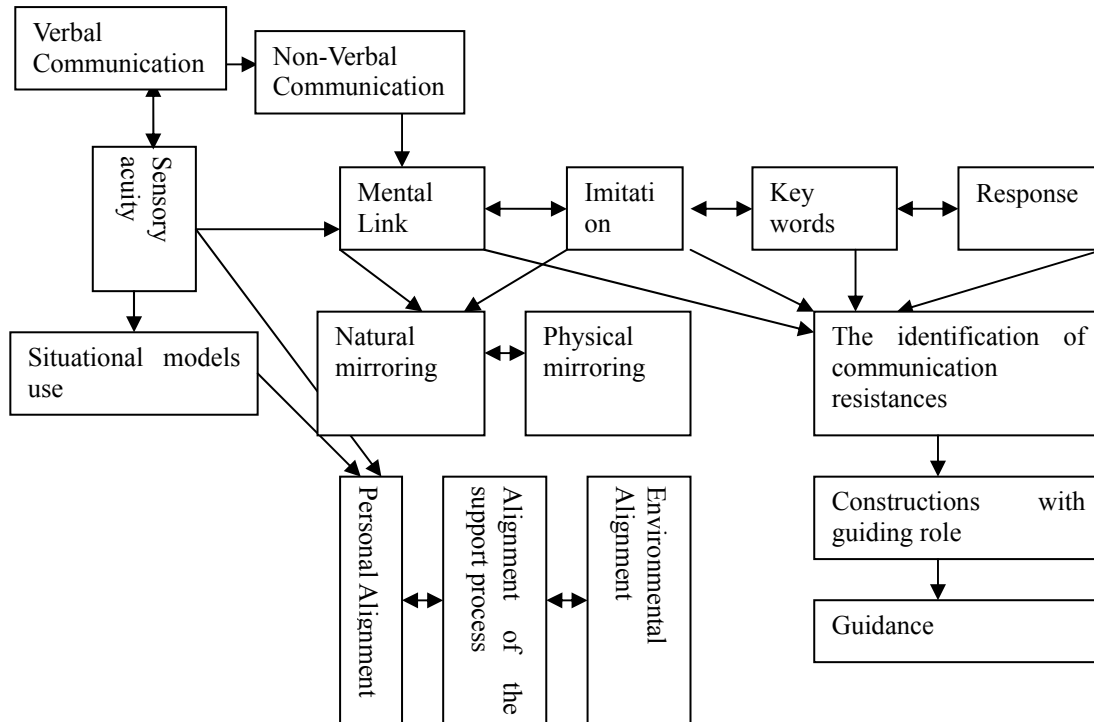 Verbal
Communication
Non-Verbal
Communication
Sensory
acuity
Mental
Link
Imitati
on
Key
words
Response
Situational models
use
Natural
mirroring
Physical
mirroring
The identification of
communication
resistances
Personal Alignment
Alignment of the
support process
Environmental
Alignment
Constructions with
guiding role
Guidance